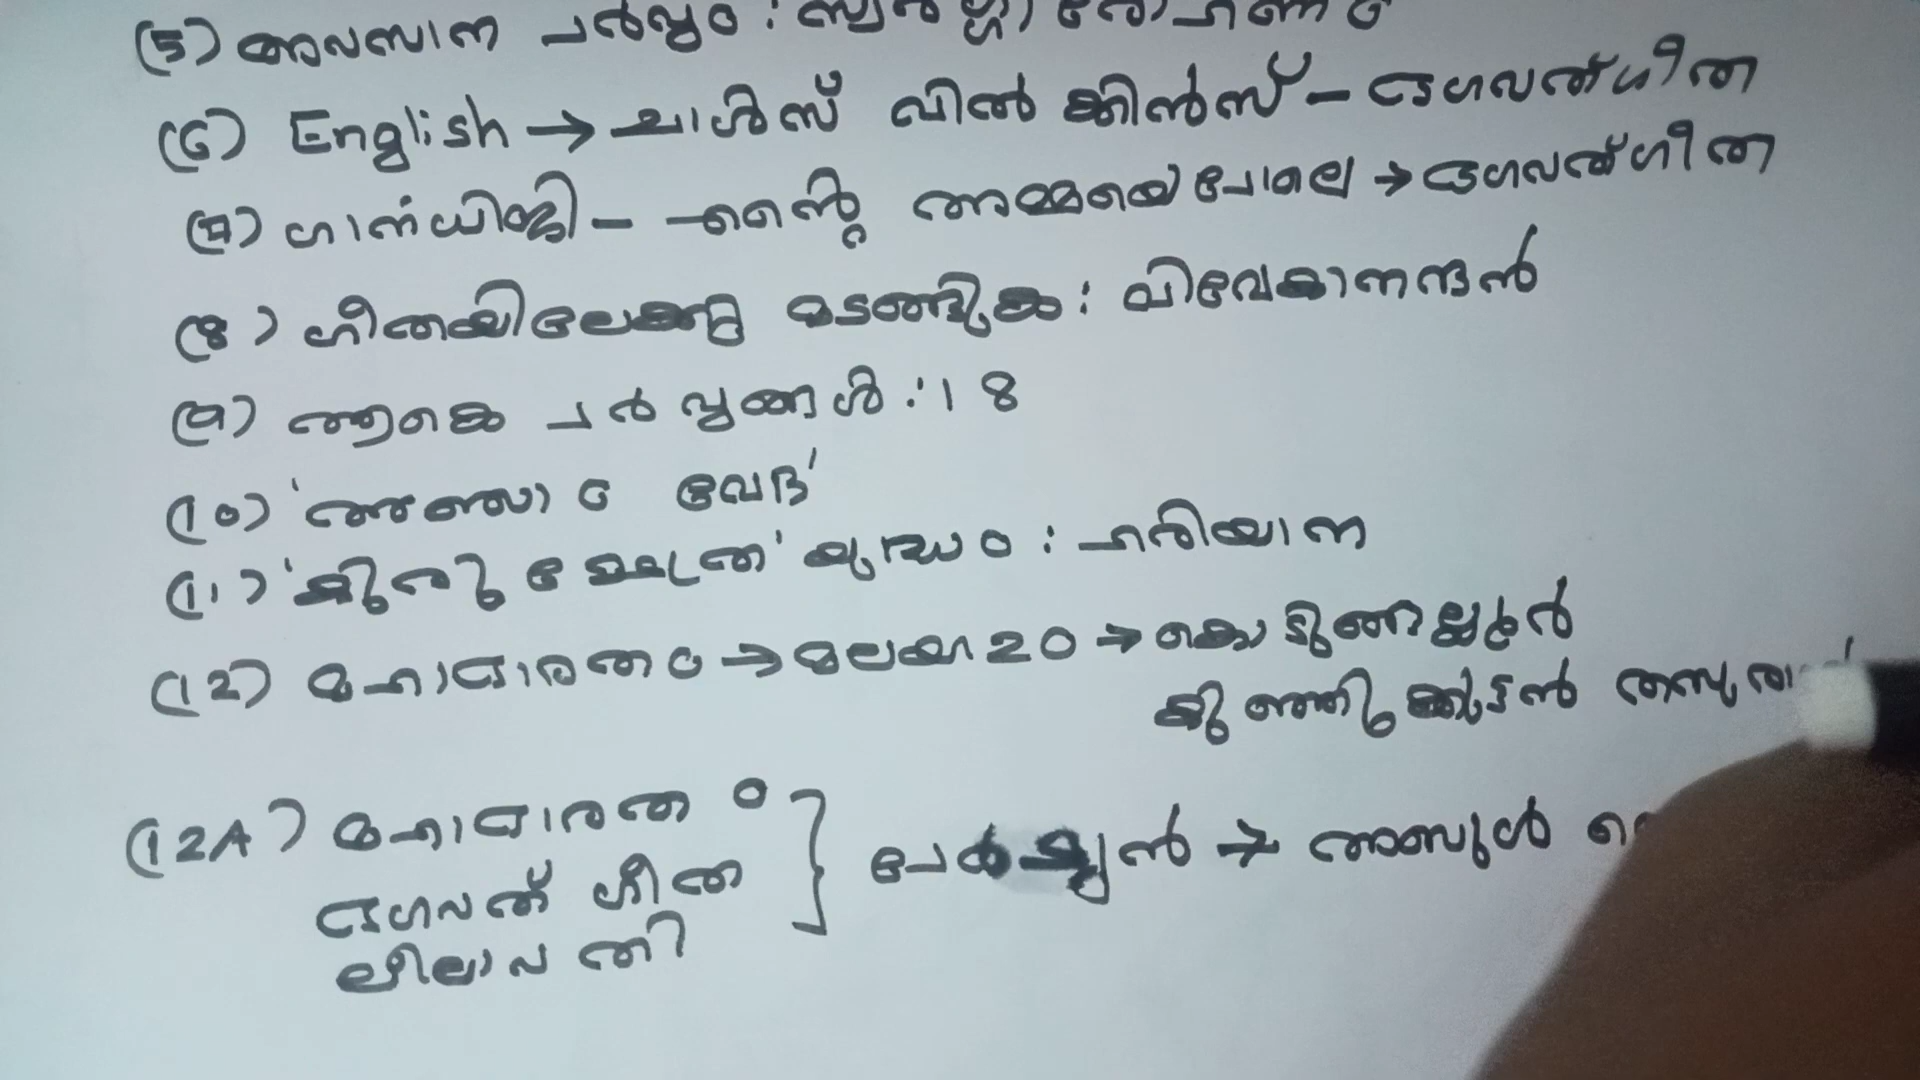 (5) അവസാന പർവ്വം : സ്വർഗ്ഗാരോഹണം
(6) English → ചാൾസ് വിൽക്കിൻസ് – ഭഗവത്ഗീത
(7) ഗാന്ധിജി – എന്റെ അമ്മയെപോലെ → ഭഗവത്ഗീത
(8) ഗീതയിലേക്കു മടങ്ങുക : വിവേകാനന്ദൻ
(9) ആകെ പർവ്വങ്ങൾ : 18
(10) 'അഞ്ചാം വേദ'
(11) 'കുരുക്ഷേത്ര' യുദ്ധം : ഹരിയാന
(12) മഹാഭാരതം → മലയാളം → കൊടുങ്ങല്ലൂർ
കുഞ്ഞിക്കുട്ടൻ
(12A) മഹാഭാരതം
ഭഗവത് ഗീത } പേർഷ്യൻ → അബുൾ
ലീലാവതി